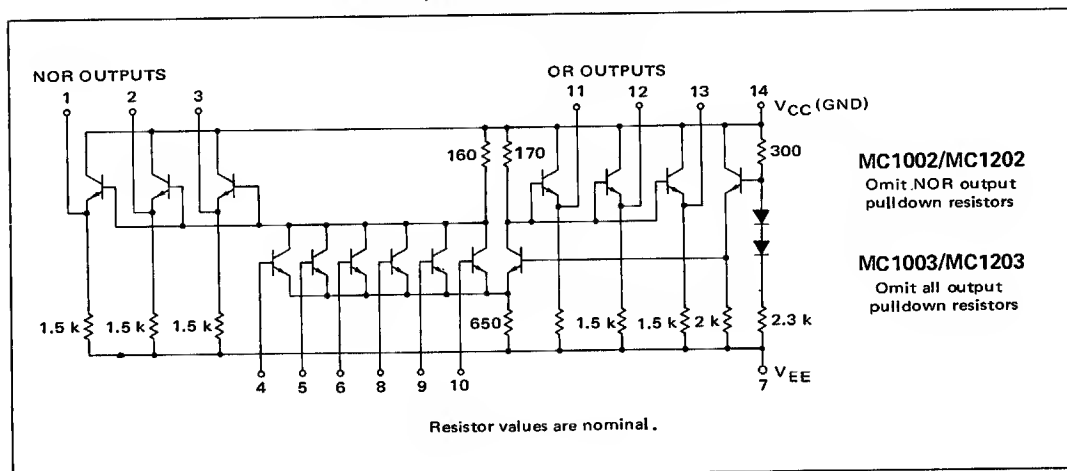 NOR OUTPUTS
1 2 3
OR OUTPUTS
11 12 13 14
VCC (GND)
160 170 300
MC1002/MC1202
Omit NOR output
pulldown resistors
MC1003/MC1203
Omit all output
pulldown resistors
1.5 k 1.5 k 1.5 k 650 1.5 k 1.5 k 2 k 2.3 k
4 5 6 8 9 10 7
VEE
Resistor values are nominal.